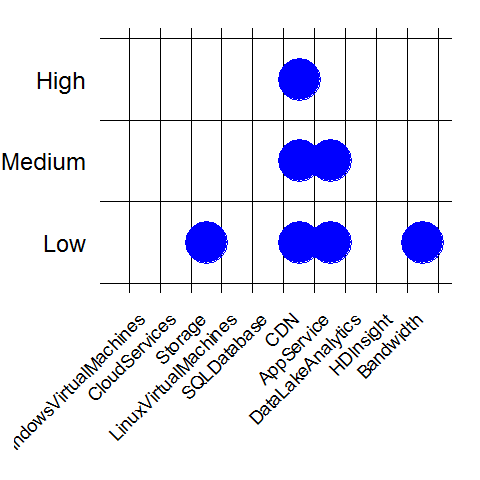 High
Medium
Low
ndowsVirtualMachines
CloudServices
Storage
LinuxVirtualMachines
SQLDatabase
CDN
AppService
DataLakeAnalytics
HDInsight
Bandwidth